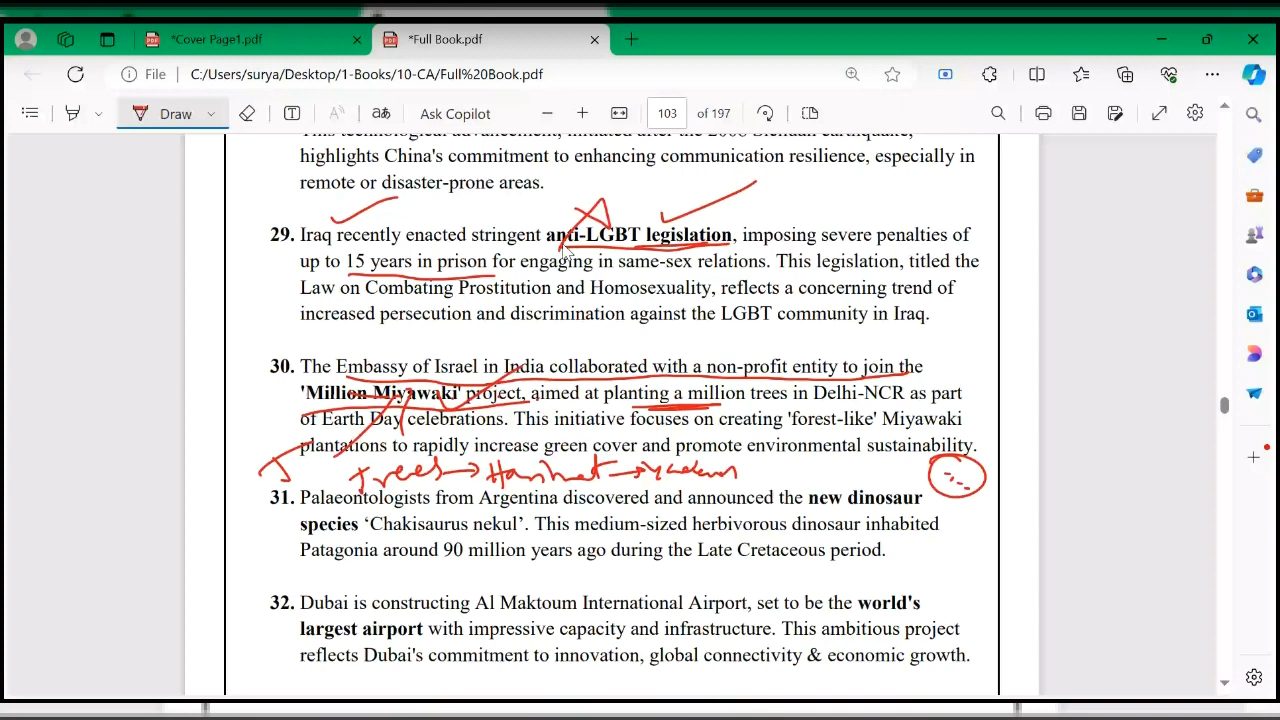 *Cover Page1.pdf
*Full Book.pdf
File
C:/Users/surya/Desktop/1-Books/10-CA/Full%20Book.pdf
Draw
Ask Copilot
103 of 197
This technological advancement, initiated after the 2008 Sichuan earthquake,
highlights China's commitment to enhancing communication resilience, especially in
remote or disaster-prone areas.
29. Iraq recently enacted stringent anti-LGBT legislation, imposing severe penalties of
up to 15 years in prison for engaging in same-sex relations. This legislation, titled the
Law on Combating Prostitution and Homosexuality, reflects a concerning trend of
increased persecution and discrimination against the LGBT community in Iraq.
30. The Embassy of Israel in India collaborated with a non-profit entity to join the
'Million Miyawaki' project, aimed at planting a million trees in Delhi-NCR as part
of Earth Day celebrations. This initiative focuses on creating 'forest-like' Miyawaki
plantations to rapidly increase green cover and promote environmental sustainability.
J Trees →
31. Palaeontologists from Argentina discovered and announced the new dinosaur
species ‘Chakisaurus nekul’. This medium-sized herbivorous dinosaur inhabited
Patagonia around 90 million years ago during the Late Cretaceous period.
32. Dubai is constructing Al Maktoum International Airport, set to be the world's
largest airport with impressive capacity and infrastructure. This ambitious project
reflects Dubai's commitment to innovation, global connectivity & economic growth.